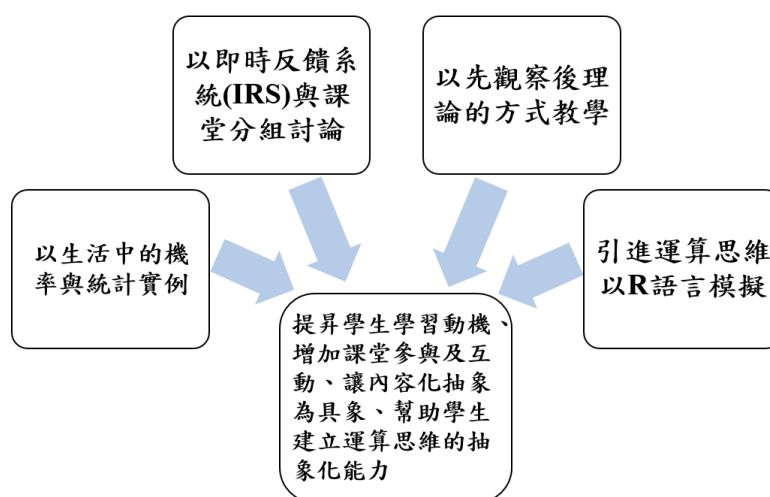 以即時反饋系
統(IRS)與課
堂分組討論
以先觀察後理
論的方式教學
以生活中的機
率與統計實例
引進運算思維
以R語言模擬
提昇學生學習動機、
增加課堂參與及互
動、讓內容化抽象
為具象、幫助學生
建立運算思維的抽
象化能力